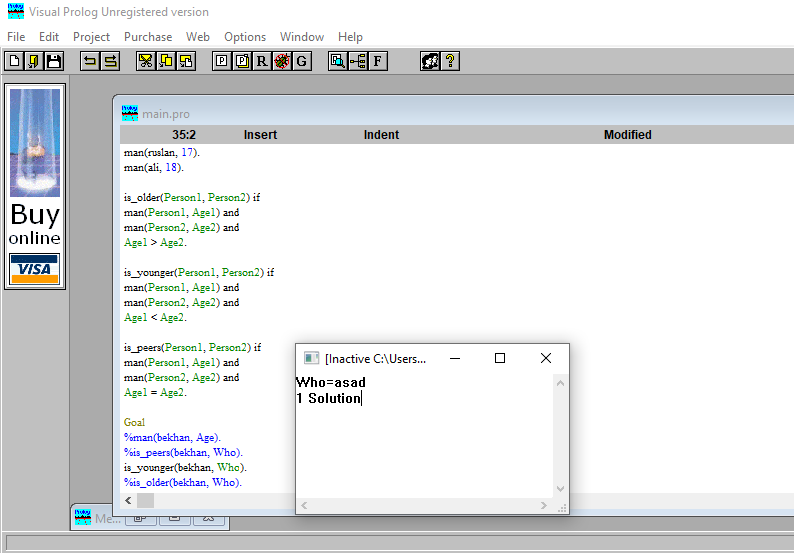 Visual Prolog Unregistered version
File Edit Project Purchase Web Options Window Help
P R G F ?
Buy
online
VISA
Prolog main.pro
35:2 Insert Indent Modified
man(ruslan, 17).
man(ali, 18).
is_older(Person1, Person2) if
man(Person1, Age1) and
man(Person2, Age2) and
Age1 > Age2.
is_younger(Person1, Person2) if
man(Person1, Age1) and
man(Person2, Age2) and
Age1 < Age2.
is_peers(Person1, Person2) if
man(Person1, Age1) and
man(Person2, Age2) and
Age1 = Age2.
Goal
%man(bekhan, Age).
%is_peers(bekhan, Who).
is_younger(bekhan, Who).
%is_older(bekhan, Who).
[Inactive C:\Users...
Who=asad
1 Solution
Me...